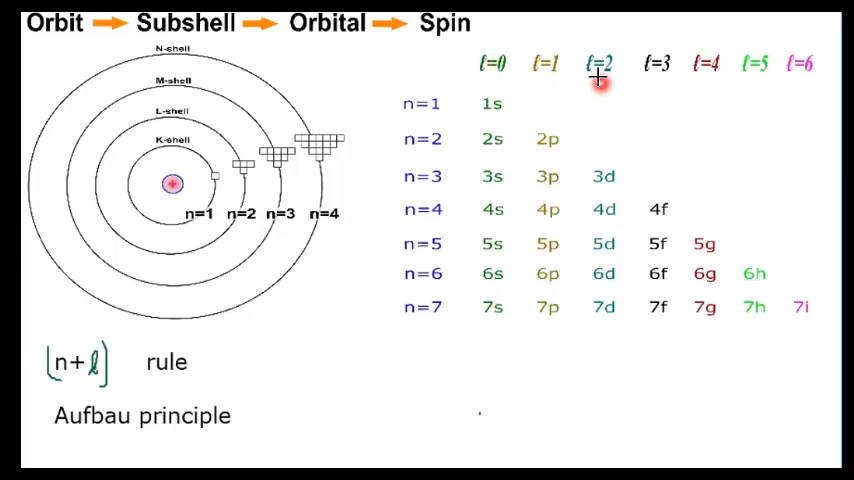 Orbit → Subshell → Orbital → Spin
N-shell
M-shell
L-shell
K-shell
+
n=1 n=2 n=3 n=4
ℓ=0 ℓ=1 ℓ=2 ℓ=3 ℓ=4 ℓ=5 ℓ=6
n=1 1s
n=2 2s 2p
n=3 3s 3p 3d
n=4 4s 4p 4d 4f
n=5 5s 5p 5d 5f 5g
n=6 6s 6p 6d 6f 6g 6h
n=7 7s 7p 7d 7f 7g 7h 7i
(n+ℓ) rule
Aufbau principle